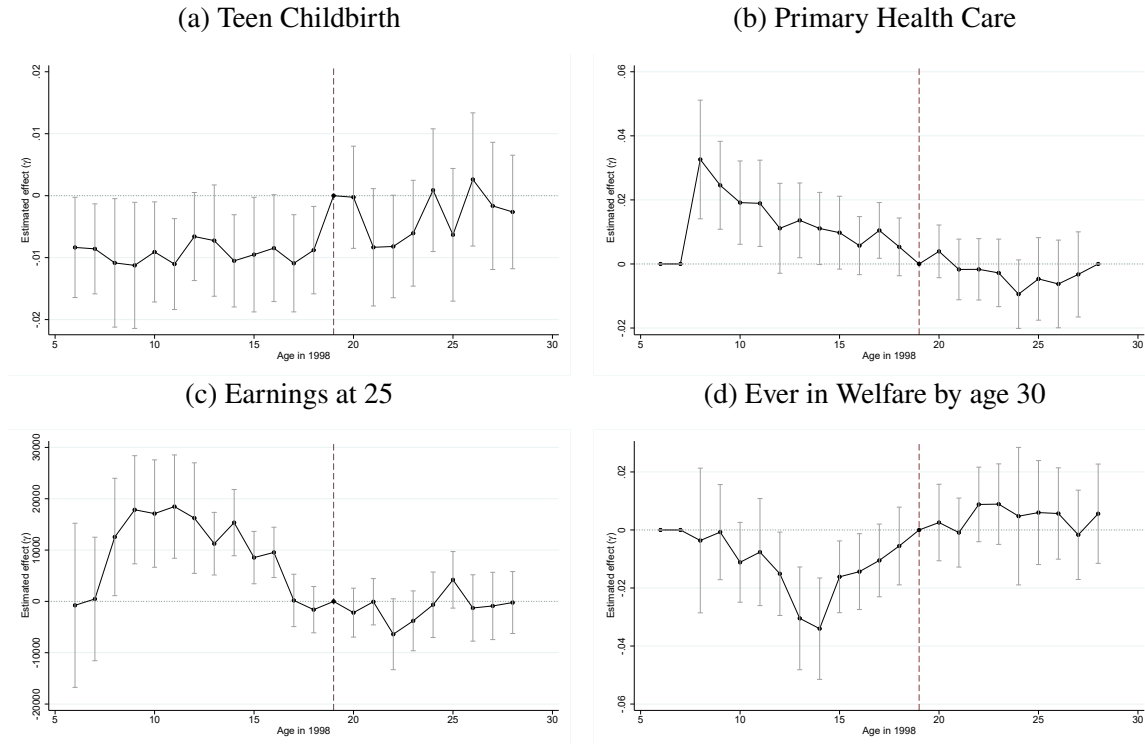 (a) Teen Childbirth
Estimated effect (γ)
.02
.01
0
-.01
-.02
5 10 15 20 25 30
Age in 1998
(b) Primary Health Care
Estimated effect (γ)
.06
.04
.02
0
-.02
5 10 15 20 25 30
Age in 1998
(c) Earnings at 25
Estimated effect (γ)
30000
20000
10000
0
-10000
-20000
5 10 15 20 25 30
Age in 1998
(d) Ever in Welfare by age 30
Estimated effect (γ)
.02
0
-.02
-.04
-.06
5 10 15 20 25 30
Age in 1998